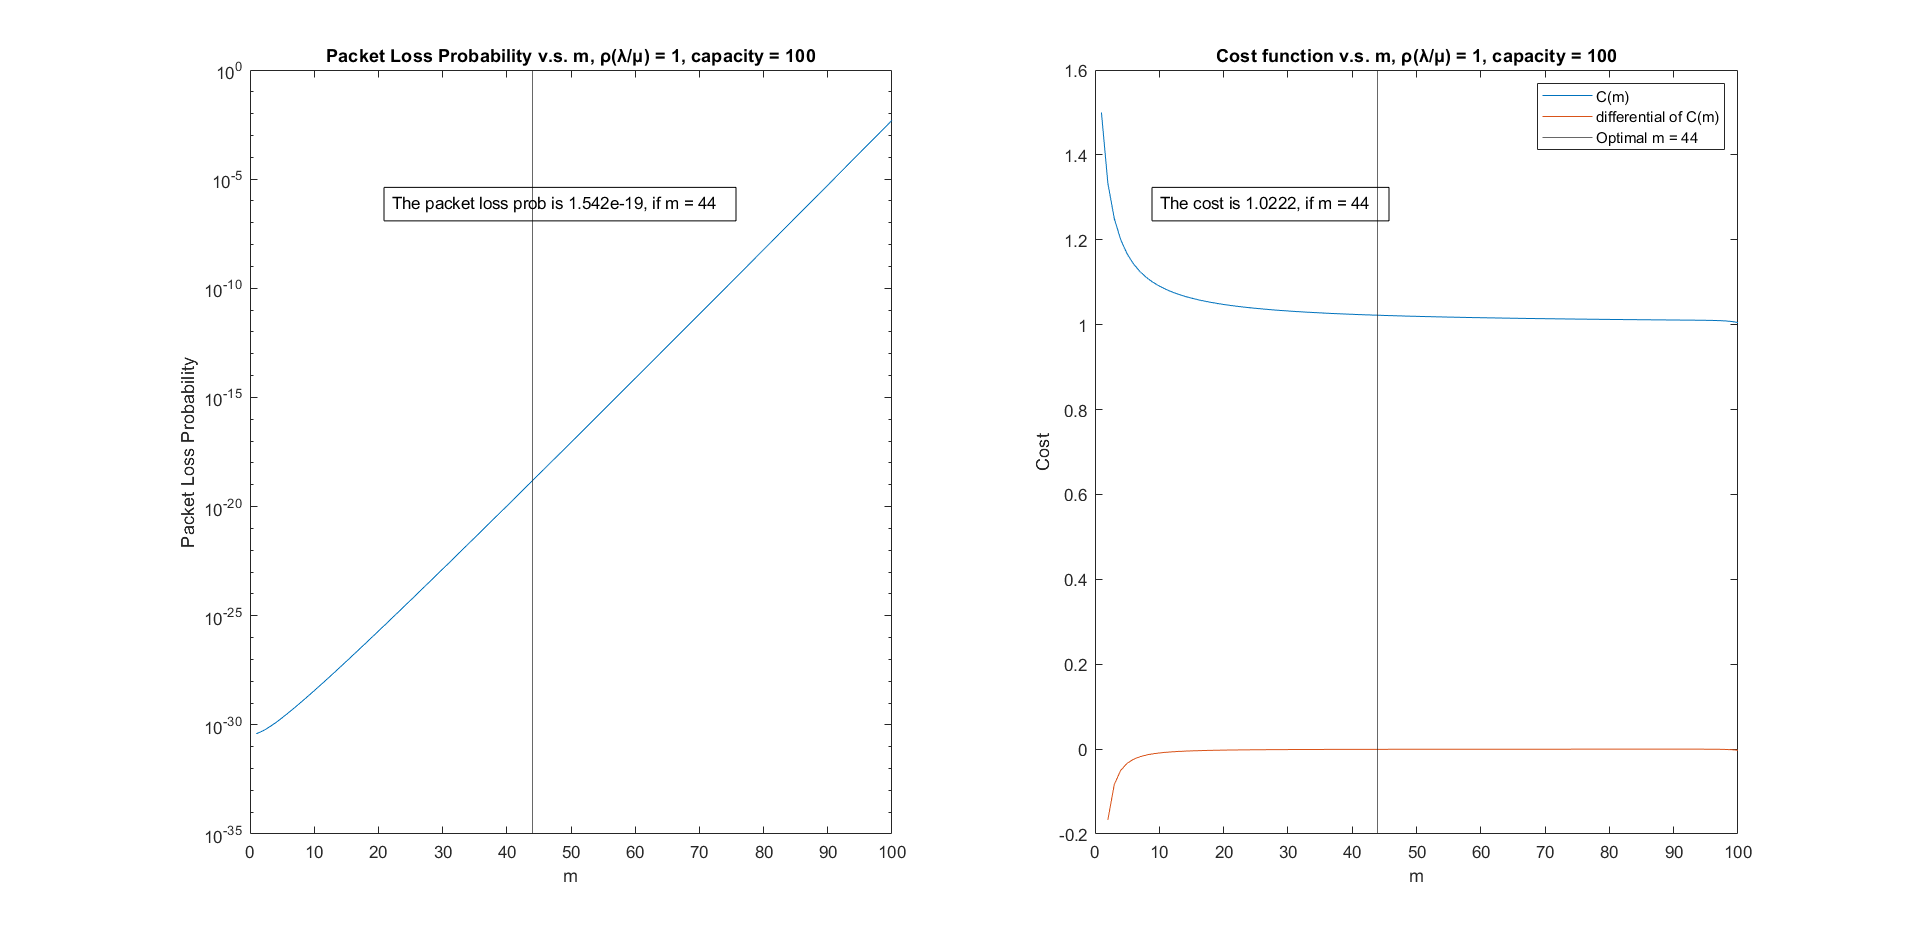 Packet Loss Probability v.s. m, ρ(λ/μ) = 1, capacity = 100
10^0
10^-5
10^-10
10^-15
10^-20
10^-25
10^-30
10^-35
Packet Loss Probability
The packet loss prob is 1.542e-19, if m = 44
0 10 20 30 40 50 60 70 80 90 100
m
Cost function v.s. m, ρ(λ/μ) = 1, capacity = 100
1.6
1.4
1.2
1
0.8
0.6
0.4
0.2
0
-0.2
Cost
C(m)
differential of C(m)
Optimal m = 44
The cost is 1.0222, if m = 44
0 10 20 30 40 50 60 70 80 90 100
m